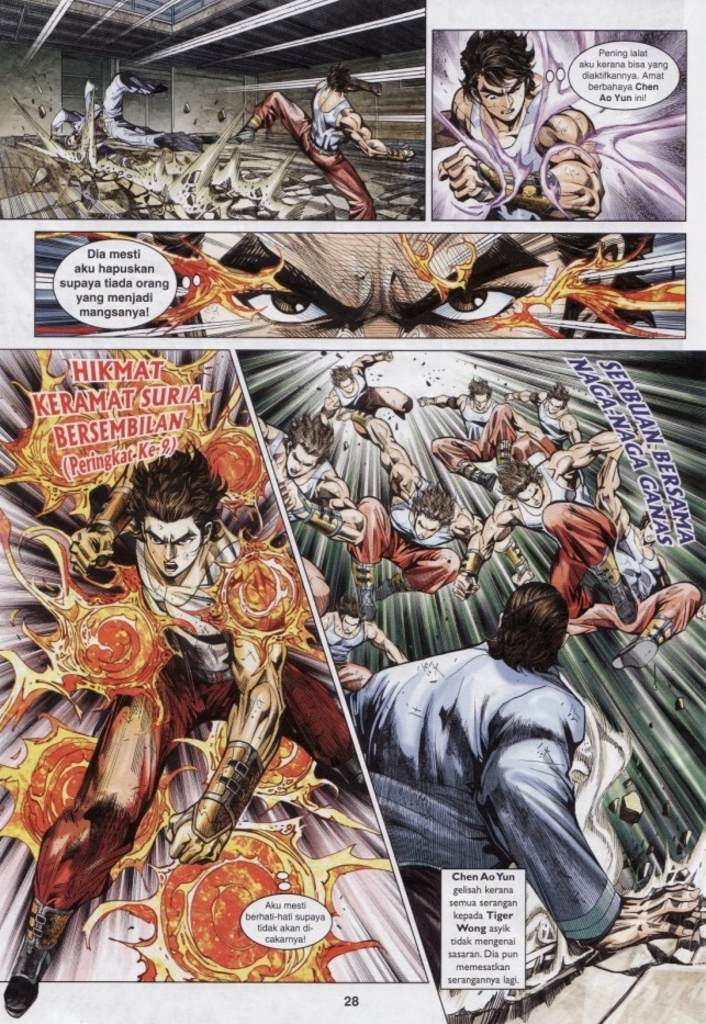 Pening lalat
aku kerana bisa yang
diaktifkannya. Amat
berbahaya Chen
Ao Yun ini!
Dia mesti
aku hapuskan
supaya tiada orang
yang menjadi
mangsanya!
HIKMAT
KERAMAT SURIA
BERSEMBILAN
(Peringkat Ke-9)
SERBUAN BERSAMA
NAGA-NAGA GANAS
Aku mesti
berhati-hati supaya
tidak akan di-
cakarnya!
Chen Ao Yun
gelisah kerana
semua serangan
kepada Tiger
Wong asyik
tidak mengenai
sasaran. Dia pun
memesatkan
serangannya lagi.
28